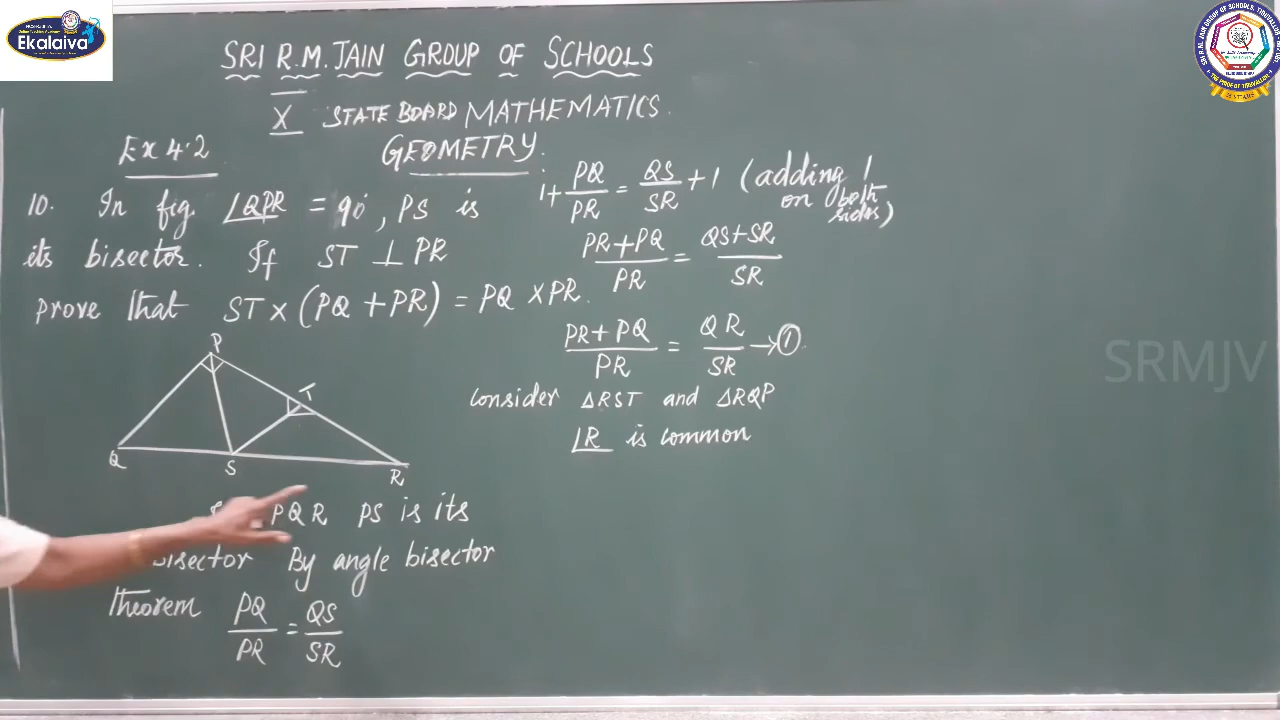 Ekalaiva
SRI R.M. JAIN GROUP OF SCHOOLS
X STATE BOARD MATHEMATICS.
Ex 4.2 GEOMETRY.
10. In fig. ∠QPR = 90°, PS is
its bisector. If ST ⊥ PR
prove that ST × (PQ + PR) = PQ × PR.
P
T
Q S R
PQR PS is its
bisector By angle bisector
theorem PQ/PR = QS/SR
1 + PQ/PR = QS/SR + 1 (adding 1
on both
sides)
PR + PQ/PR = QS + SR/SR
PR + PQ/PR = QR/SR → ①
consider ΔRST and ΔRQP
∠R is common
SRMJV